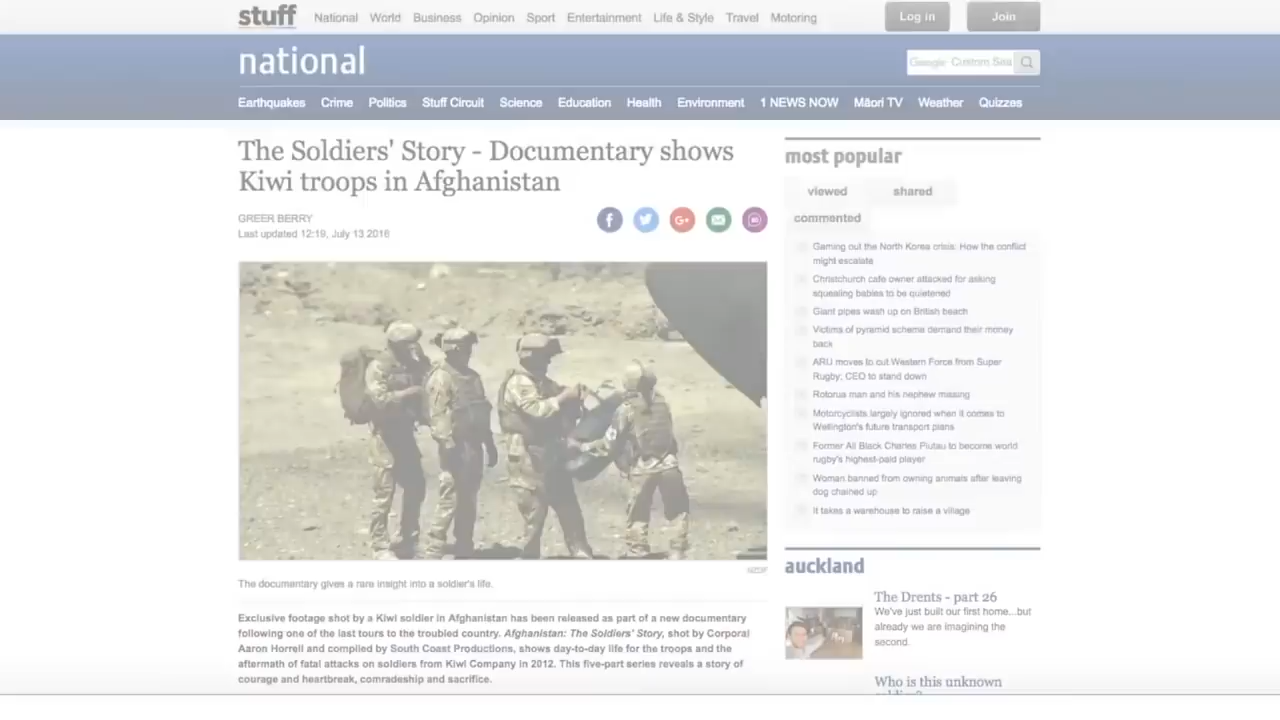 stuff
National World Business Opinion Sport Entertainment Life & Style Travel Motoring
Log in Join
national
Google Custom Sea
Earthquakes Crime Politics Stuff Circuit Science Education Health Environment 1 NEWS NOW Māori TV Weather Quizzes
The Soldiers' Story - Documentary shows
Kiwi troops in Afghanistan
GREER BERRY
Last updated 12:19, July 13 2016
NZDF
The documentary gives a rare insight into a soldier's life.
Exclusive footage shot by a Kiwi soldier in Afghanistan has been released as part of a new documentary
following one of the last tours to the troubled country. Afghanistan: The Soldiers' Story, shot by Corporal
Aaron Horrell and compiled by South Coast Productions, shows day-to-day life for the troops and the
aftermath of fatal attacks on soldiers from Kiwi Company in 2012. This five-part series reveals a story of
courage and heartbreak, comradeship and sacrifice.
most popular
viewed shared
commented
Gaming out the North Korea crisis: How the conflict
might escalate
Christchurch cafe owner attacked for asking
squealing babies to be quietened
Giant pipes wash up on British beach
Victims of pyramid scheme demand their money
back
ARU moves to cut Western Force from Super
Rugby; CEO to stand down
Rotorua man and his nephew missing
Motorcyclists largely ignored when it comes to
Wellington's future transport plans
Former All Black Charles Piutau to become world
rugby's highest-paid player
Woman banned from owning animals after leaving
dog chained up
It takes a warehouse to raise a village
auckland
The Drents - part 26
We've just built our first home...but
already we are imagining the
second.
Who is this unknown